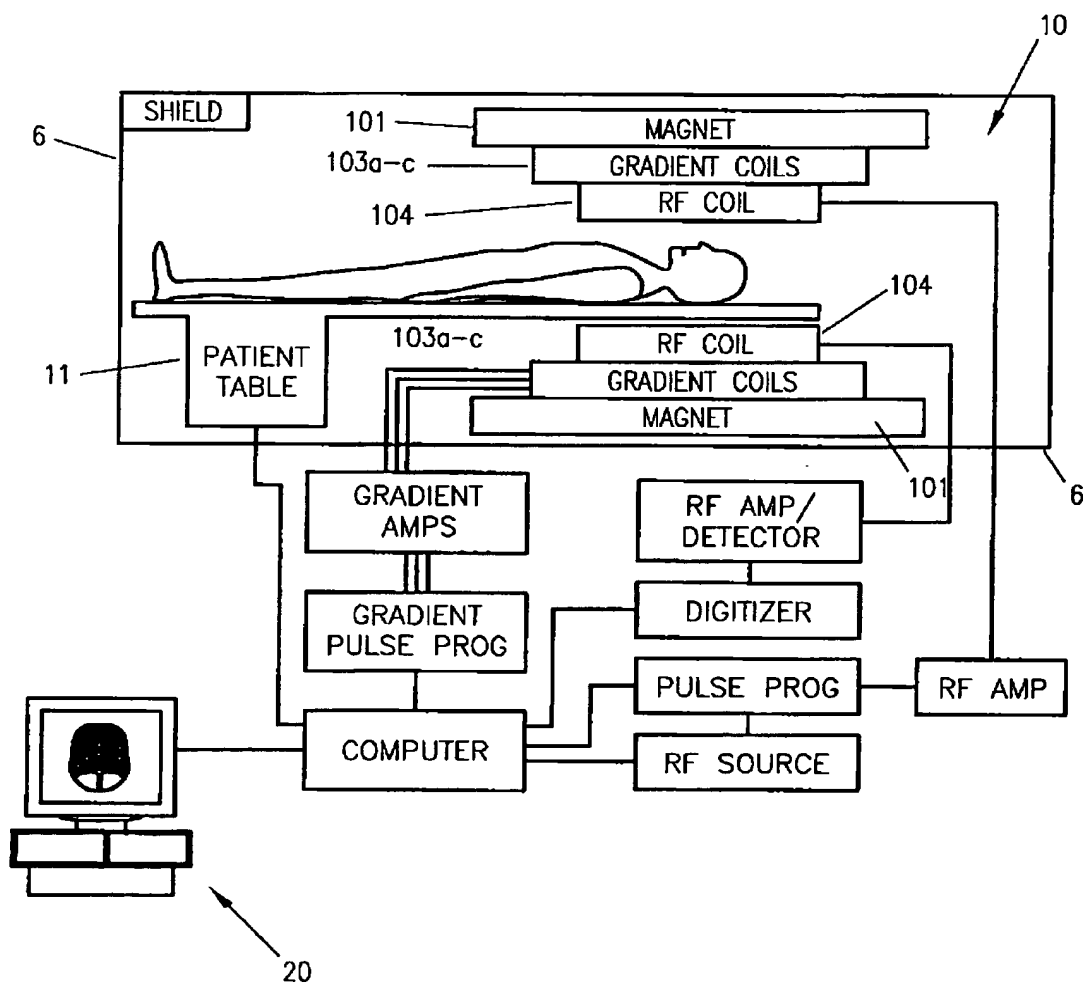 10
SHIELD
6
101
MAGNET
103a-c
GRADIENT COILS
104
RF COIL
104
103a-c
RF COIL
11
PATIENT
TABLE
GRADIENT COILS
MAGNET
101
6
GRADIENT
AMPS
RF AMP/
DETECTOR
DIGITIZER
GRADIENT
PULSE PROG
PULSE PROG
RF AMP
COMPUTER
RF SOURCE
20